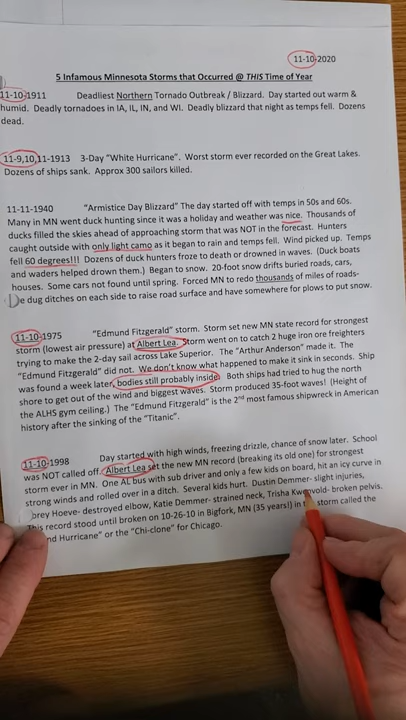 11-10-2020
5 Infamous Minnesota Storms that Occurred @ THIS Time of Year
11-10-1911 Deadliest Northern Tornado Outbreak / Blizzard. Day started out warm &
humid. Deadly tornadoes in IA, IL, IN, and WI. Deadly blizzard that night as temps fell. Dozens
dead.
11-9,10,11-1913 3-Day "White Hurricane". Worst storm ever recorded on the Great Lakes.
Dozens of ships sank. Approx 300 sailors killed.
11-11-1940 "Armistice Day Blizzard" The day started off with temps in 50s and 60s.
Many in MN went duck hunting since it was a holiday and weather was nice. Thousands of
ducks filled the skies ahead of approaching storm that was NOT in the forecast. Hunters
caught outside with only light camo as it began to rain and temps fell. Wind picked up. Temps
fell 60 degrees!!! Dozens of duck hunters froze to death or drowned in waves. (Duck boats
and waders helped drown them.) Began to snow. 20-foot snow drifts buried roads, cars,
houses. Some cars not found until spring. Forced MN to redo thousands of miles of roads-
De dug ditches on each side to raise road surface and have somewhere for plows to put snow.
11-10-1975 "Edmund Fitzgerald" storm. Storm set new MN state record for strongest
storm (lowest air pressure) at Albert Lea. Storm went on to catch 2 huge iron ore freighters
trying to make the 2-day sail across Lake Superior. The "Arthur Anderson" made it. The
"Edmund Fitzgerald" did not. We don't know what happened to make it sink in seconds. Ship
was found a week later, bodies still probably inside. Both ships had tried to hug the north
shore to get out of the wind and biggest waves. Storm produced 35-foot waves! (Height of
the ALHS gym ceiling.) The "Edmund Fitzgerald" is the 2nd most famous shipwreck in American
history after the sinking of the "Titanic".
11-10-1998 Day started with high winds, freezing drizzle, chance of snow later. School
was NOT called off. Albert Lea set the new MN record (breaking its old one) for strongest
storm ever in MN. One AL bus with sub driver and only a few kids on board, hit an icy curve in
strong winds and rolled over in a ditch. Several kids hurt. Dustin Demmer- slight injuries,
orey Hoeve- destroyed elbow, Katie Demmer- strained neck, Trisha broken pelvis.
This record stood until broken on 10-26-10 in Bigfork, MN (35 years!) in storm called the
nd Hurricane" or the "Chi-clone" for Chicago.